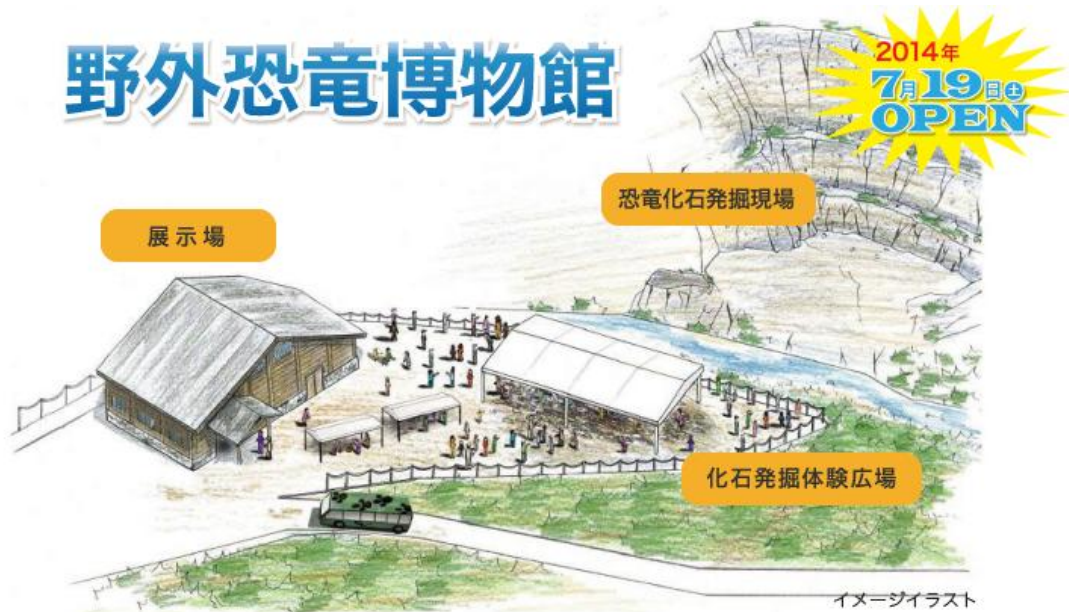 野外恐竜博物館
2014年
7月19日土
OPEN
恐竜化石発掘現場
展示場
化石発掘体験広場
イメージイラスト